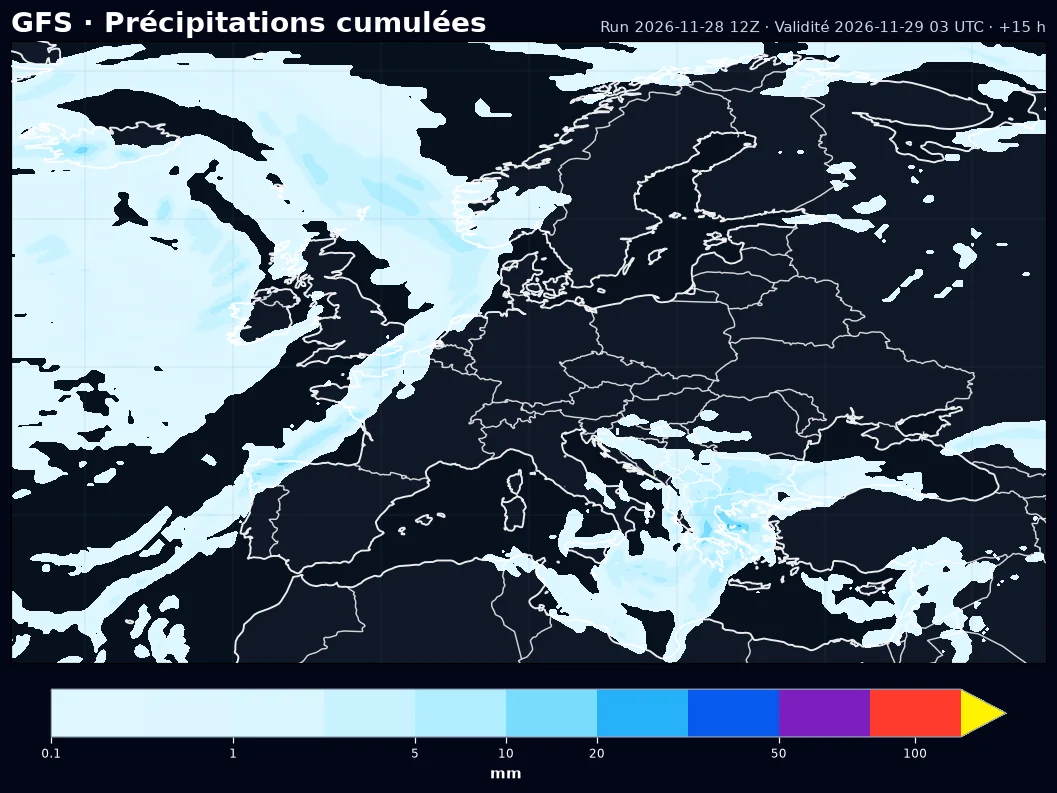 GFS · Précipitations cumulées
Run 2026-11-28 12Z · Validité 2026-11-29 03 UTC · +15 h
0.1 1 5 10 20 50 100
mm